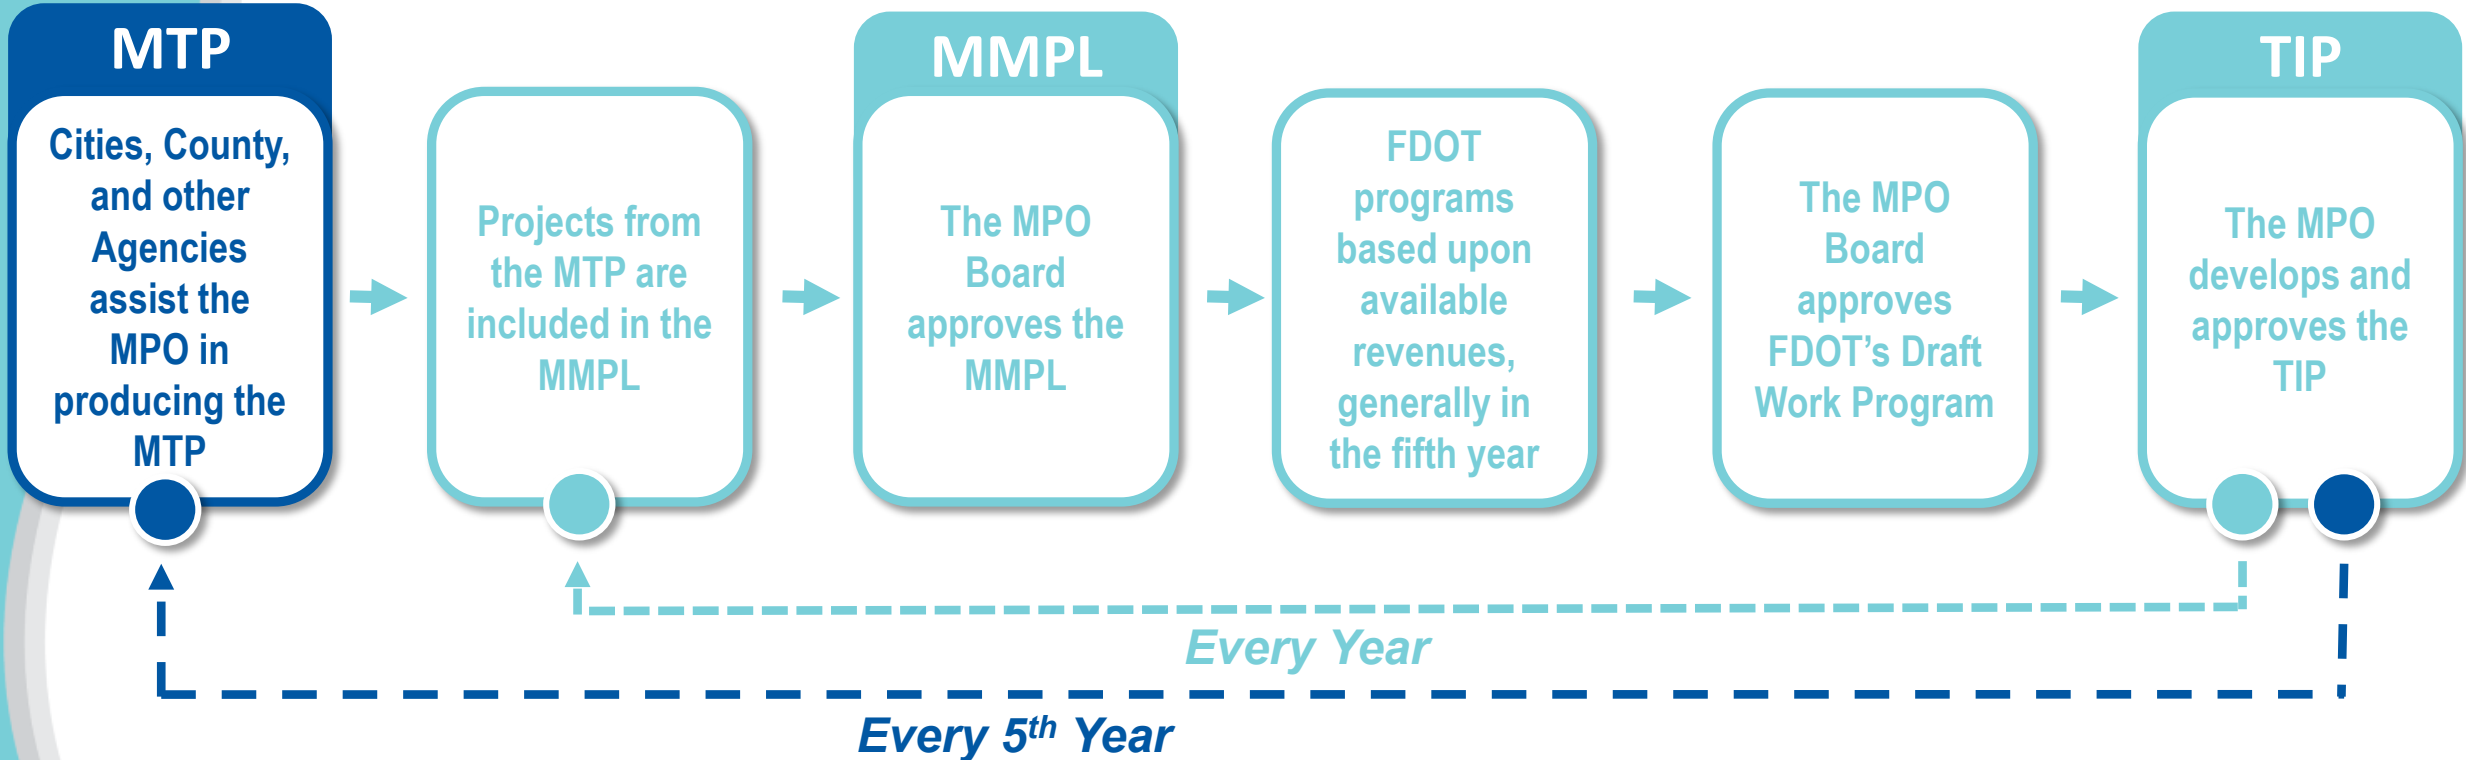 MTP
Cities, County,
and other
Agencies
assist the
MPO in
producing the
MTP
Projects from
the MTP are
included in the
MMPL
MMPL
The MPO
Board
approves the
MMPL
FDOT
programs
based upon
available
revenues,
generally in
the fifth year
The MPO
Board
approves
FDOT’s Draft
Work Program
TIP
The MPO
develops and
approves the
TIP
Every Year
Every 5th Year